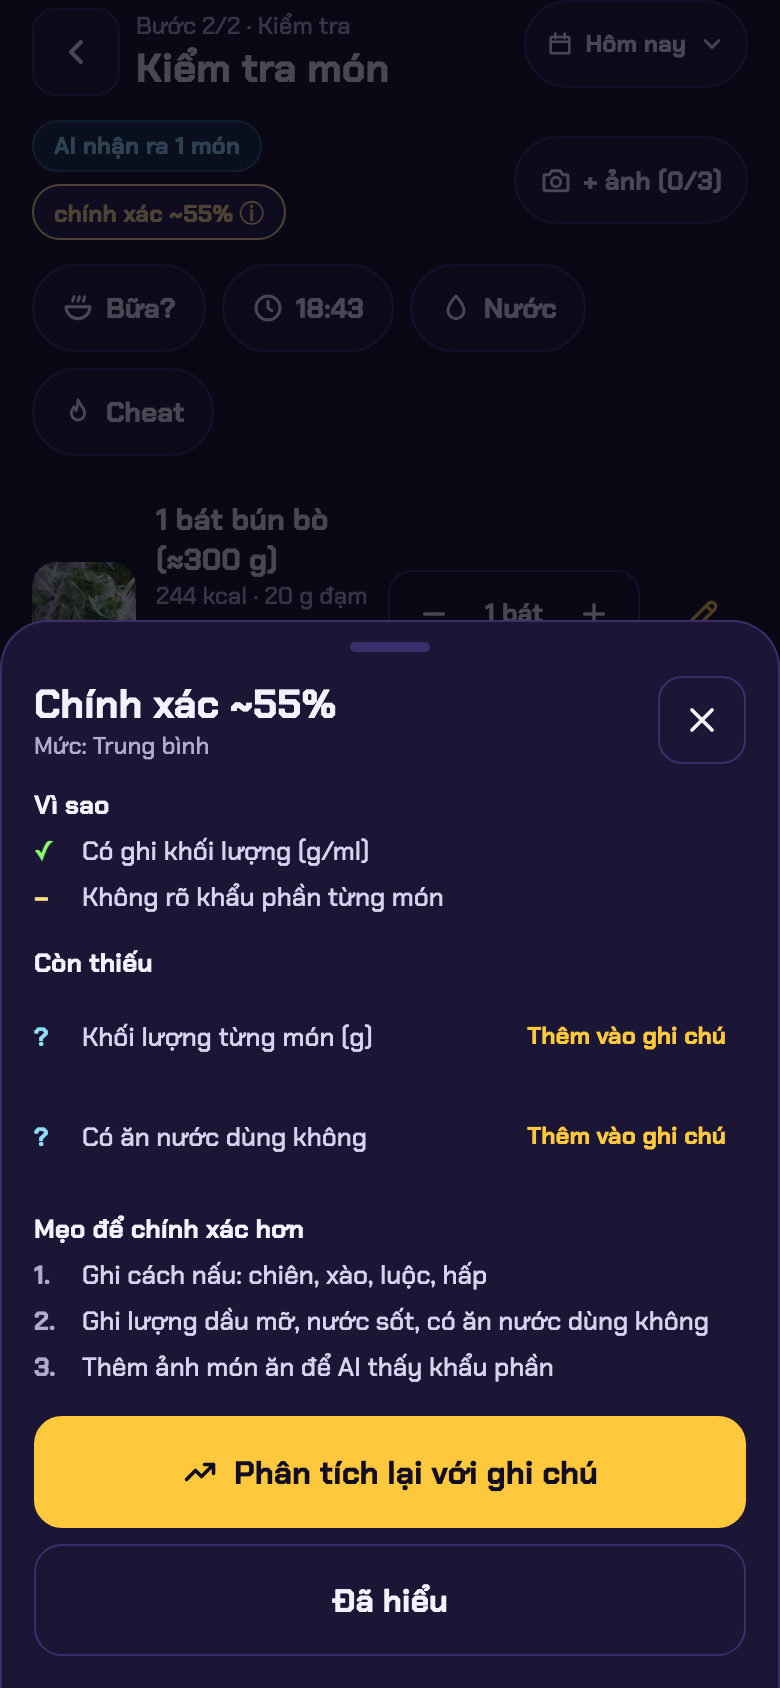 Bước 2/2 · Kiểm tra
Kiểm tra món
Hôm nay
AI nhận ra 1 món
chính xác ~55% ⓘ
+ ảnh (0/3)
Bữa?
18:43
Nước
Cheat
1 bát bún bò
(≈300 g)
244 kcal · 20 g đạm
− 1 bát +
Chính xác ~55%
Mức: Trung bình
Vì sao
✓ Có ghi khối lượng (g/ml)
– Không rõ khẩu phần từng món
Còn thiếu
? Khối lượng từng món (g) Thêm vào ghi chú
? Có ăn nước dùng không Thêm vào ghi chú
Mẹo để chính xác hơn
1. Ghi cách nấu: chiên, xào, luộc, hấp
2. Ghi lượng dầu mỡ, nước sốt, có ăn nước dùng không
3. Thêm ảnh món ăn để AI thấy khẩu phần
Phân tích lại với ghi chú
Đã hiểu